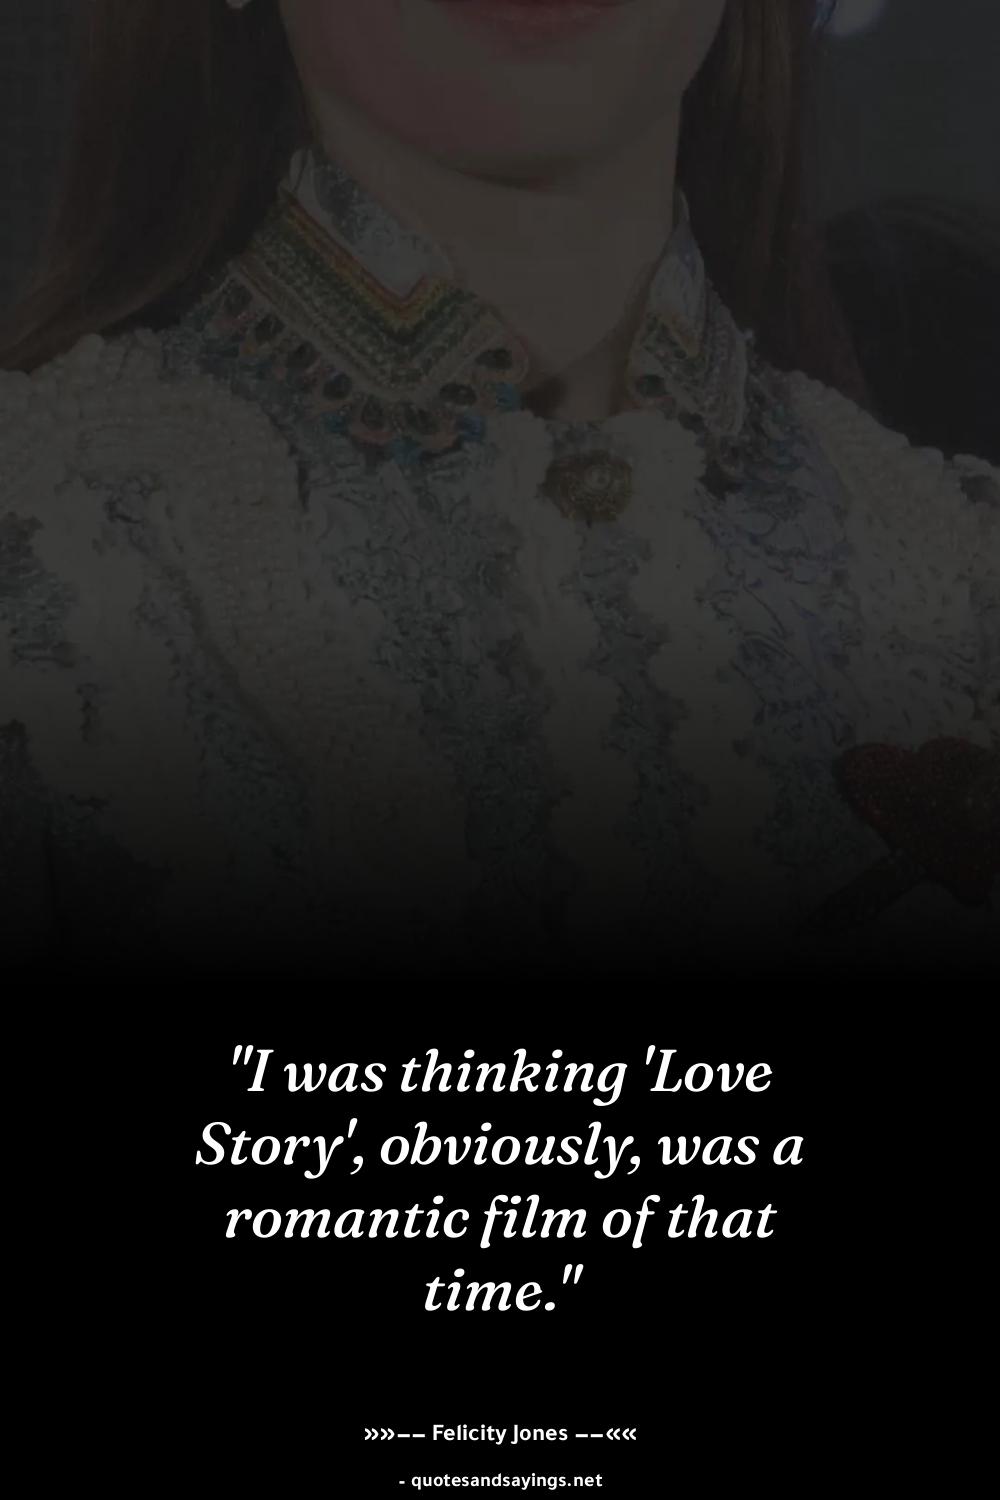 "I was thinking 'Love
Story', obviously, was a
romantic film of that
time."
»»−− Felicity Jones −−««
- quotesandsayings.net